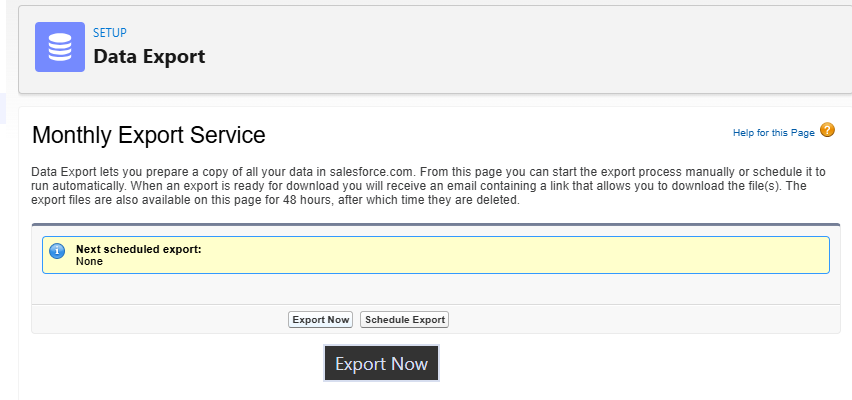 SETUP
Data Export
Monthly Export Service
Help for this Page ?
Data Export lets you prepare a copy of all your data in salesforce.com. From this page you can start the export process manually or schedule it to
run automatically. When an export is ready for download you will receive an email containing a link that allows you to download the file(s). The
export files are also available on this page for 48 hours, after which time they are deleted.
i Next scheduled export:
None
Export Now Schedule Export
Export Now